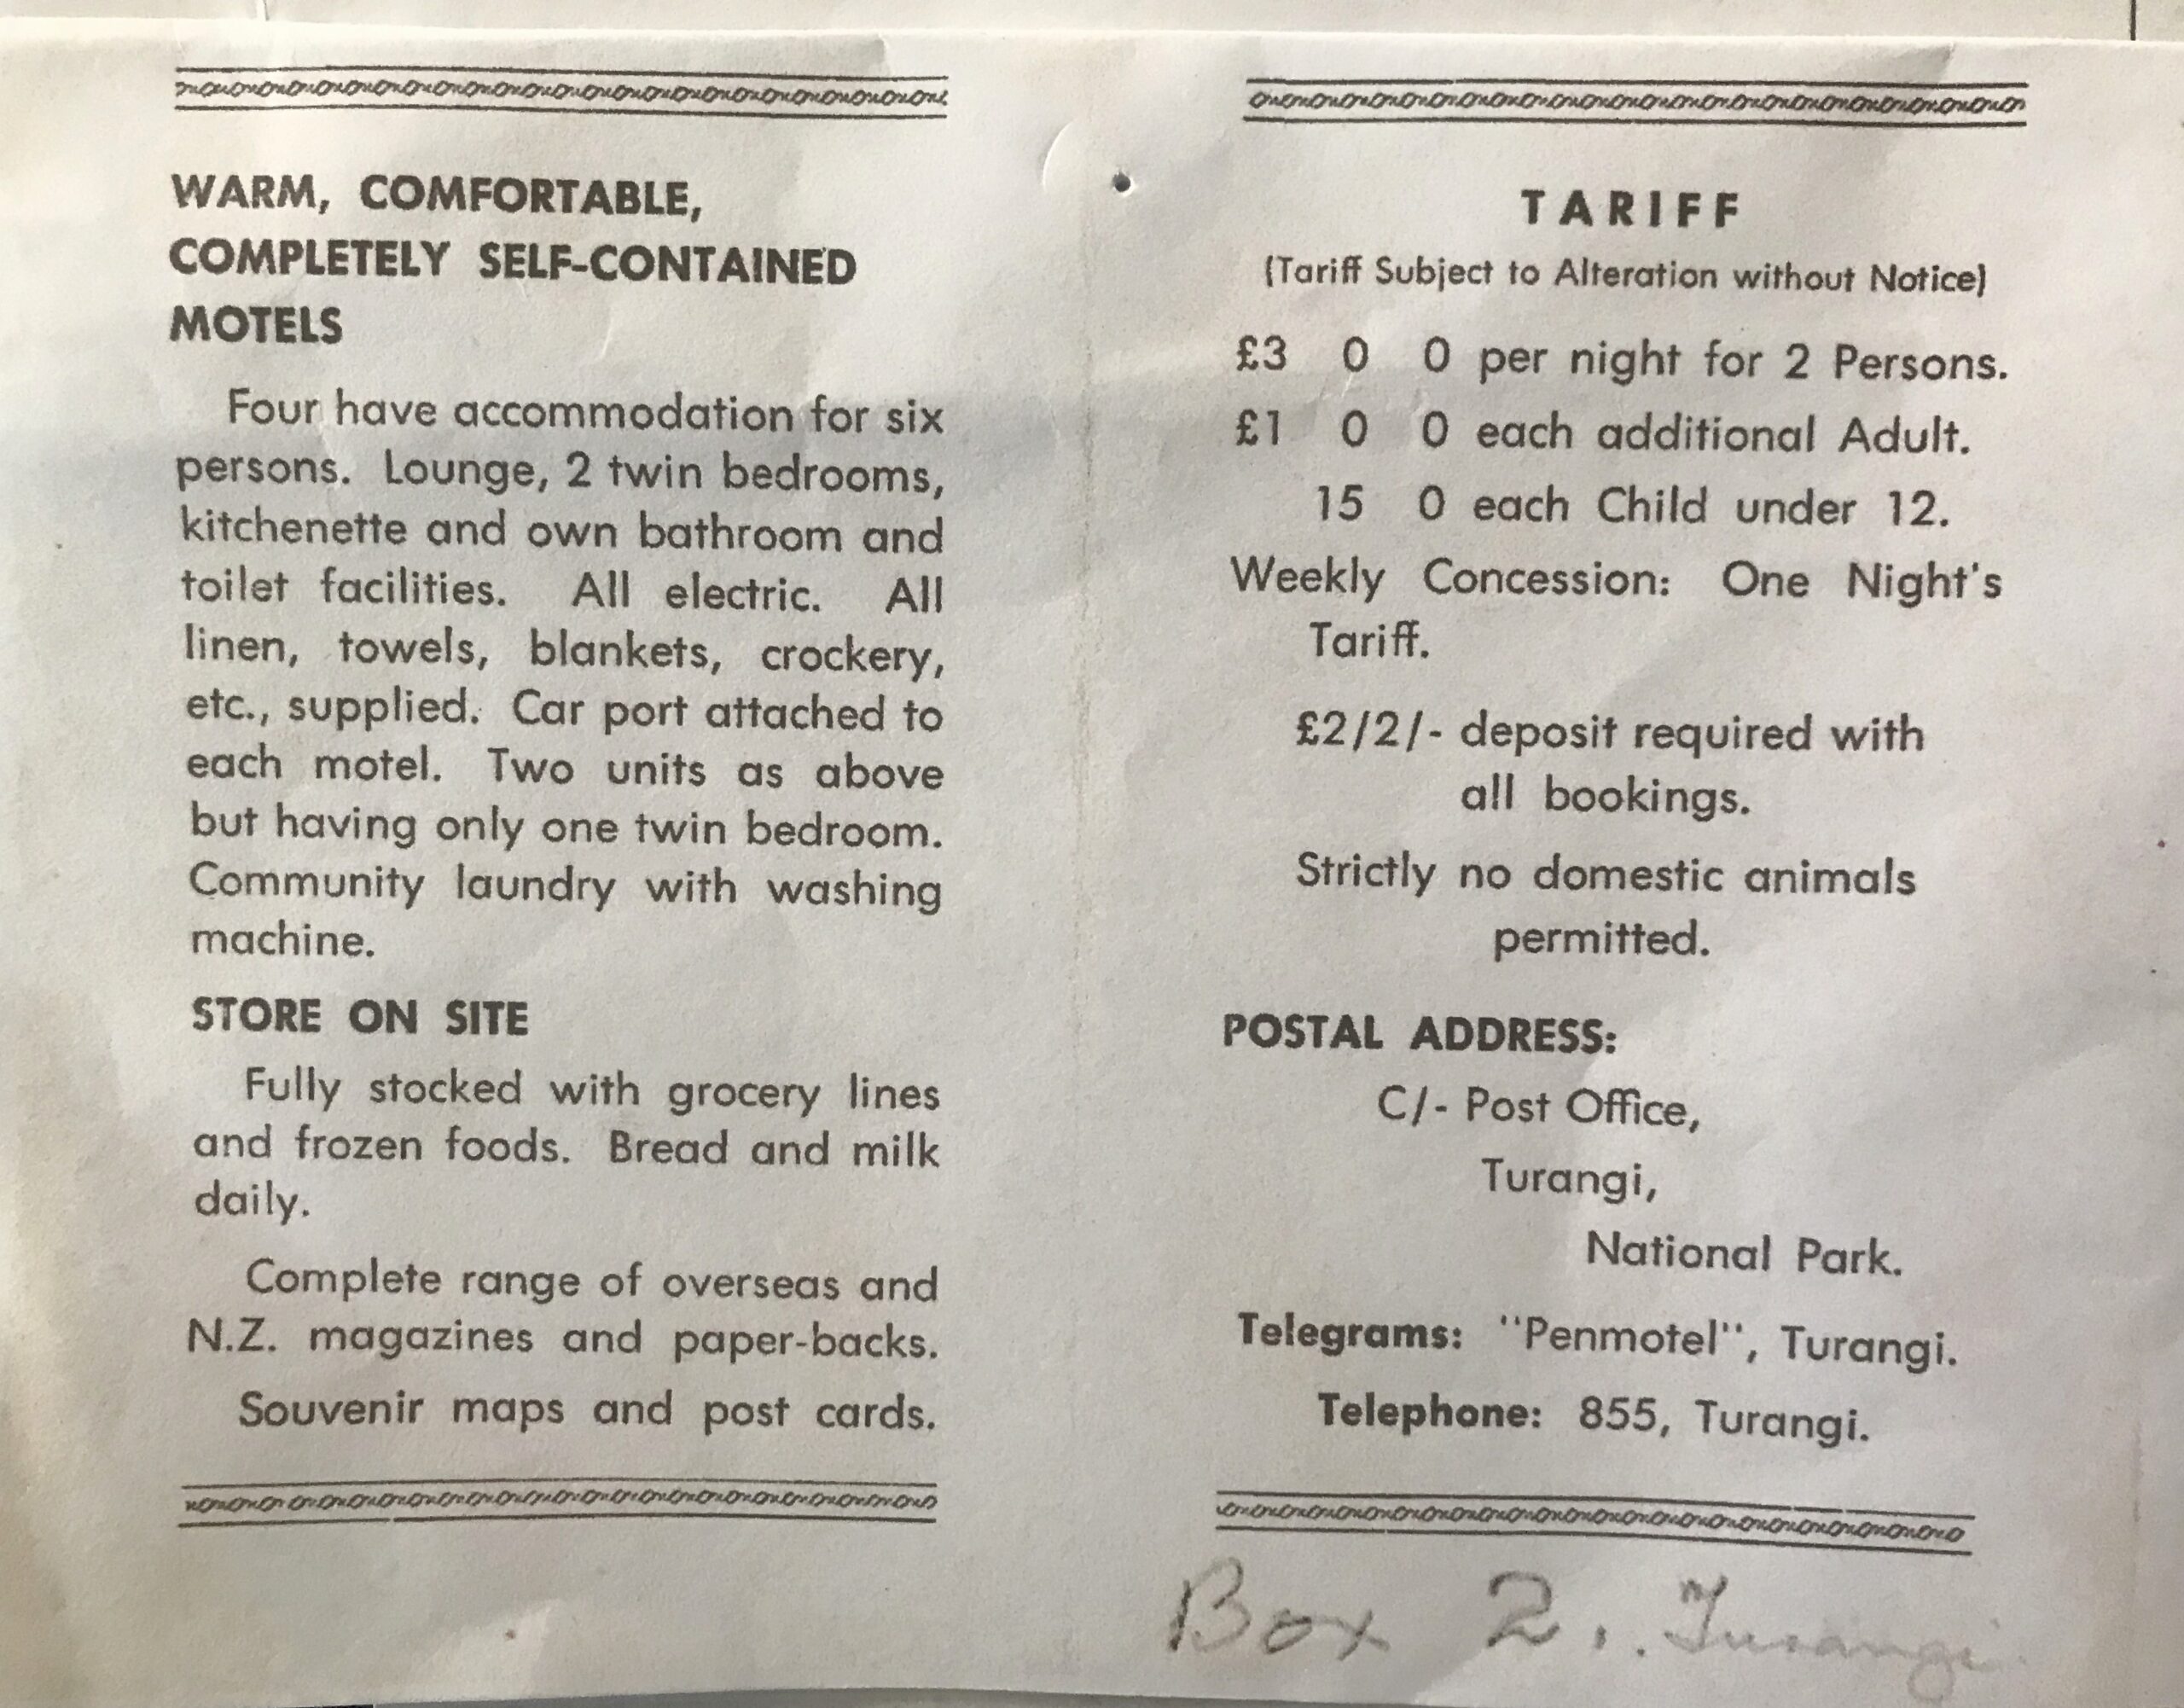 WARM, COMFORTABLE,
COMPLETELY SELF-CONTAINED
MOTELS
Four have accommodation for six
persons. Lounge, 2 twin bedrooms,
kitchenette and own bathroom and
toilet facilities. All electric. All
linen, towels, blankets, crockery,
etc., supplied. Car port attached to
each motel. Two units as above
but having only one twin bedroom.
Community laundry with washing
machine.
STORE ON SITE
Fully stocked with grocery lines
and frozen foods. Bread and milk
daily.
Complete range of overseas and
N.Z. magazines and paper-backs.
Souvenir maps and post cards.
TARIFF
(Tariff Subject to Alteration without Notice)
£3 0 0 per night for 2 Persons.
£1 0 0 each additional Adult.
15 0 each Child under 12.
Weekly Concession: One Night's
Tariff.
£2/2/- deposit required with
all bookings.
Strictly no domestic animals
permitted.
POSTAL ADDRESS:
C/- Post Office,
Turangi,
National Park.
Telegrams: "Penmotel", Turangi.
Telephone: 855, Turangi.
Box 2. Turangi